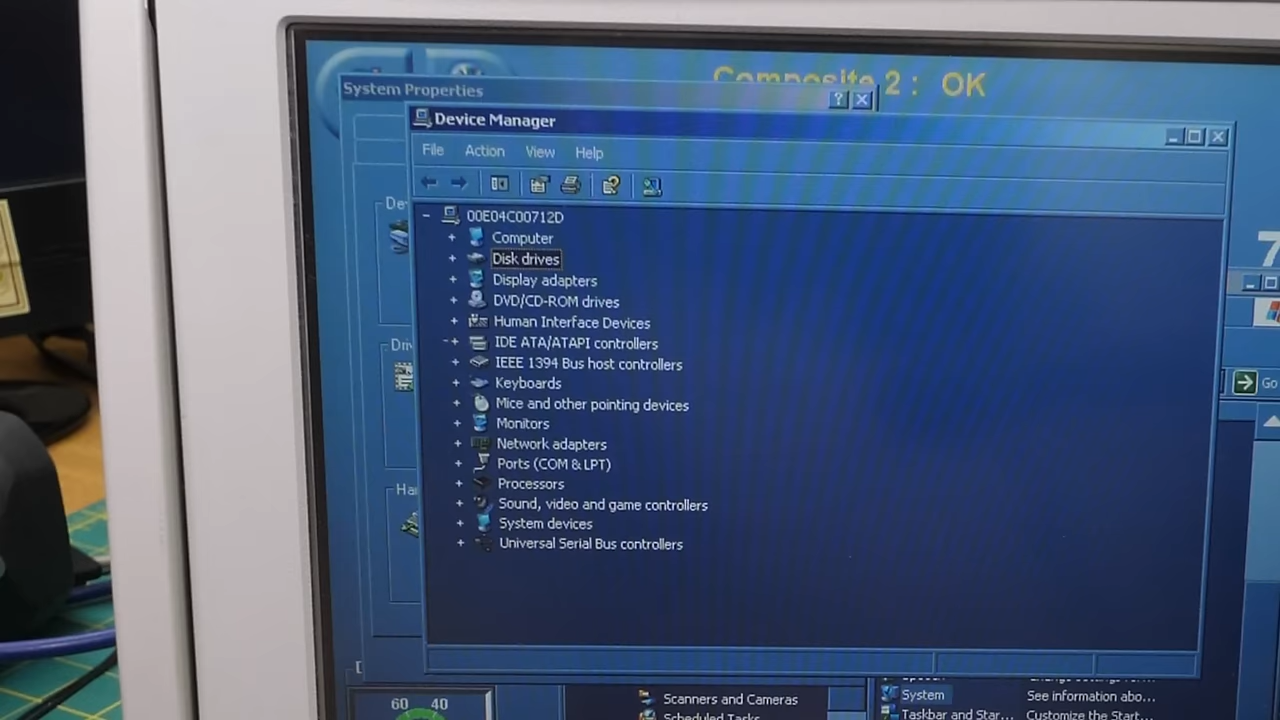 Composite 2 : OK
System Properties
Device Manager
File Action View Help
00E04C00712D
Computer
Disk drives
Display adapters
DVD/CD-ROM drives
Human Interface Devices
IDE ATA/ATAPI controllers
IEEE 1394 Bus host controllers
Keyboards
Mice and other pointing devices
Monitors
Network adapters
Ports (COM & LPT)
Processors
Sound, video and game controllers
System devices
Universal Serial Bus controllers
7
Go
60 40
Scanners and Cameras
Scheduled Tasks
System See information abo...
Taskbar and Star... Customize the Start...